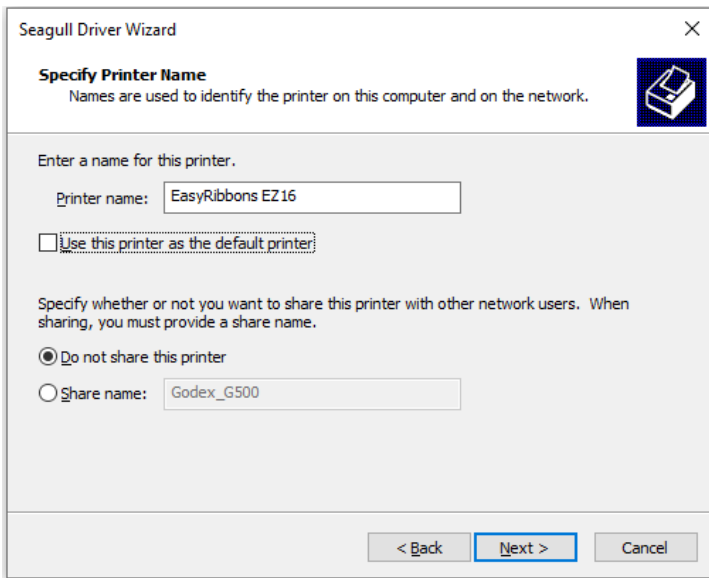 Seagull Driver Wizard
Specify Printer Name
Names are used to identify the printer on this computer and on the network.
Enter a name for this printer.
Printer name: EasyRibbons EZ16
Use this printer as the default printer
Specify whether or not you want to share this printer with other network users. When
sharing, you must provide a share name.
Do not share this printer
Share name: Godex_G500
< Back Next > Cancel